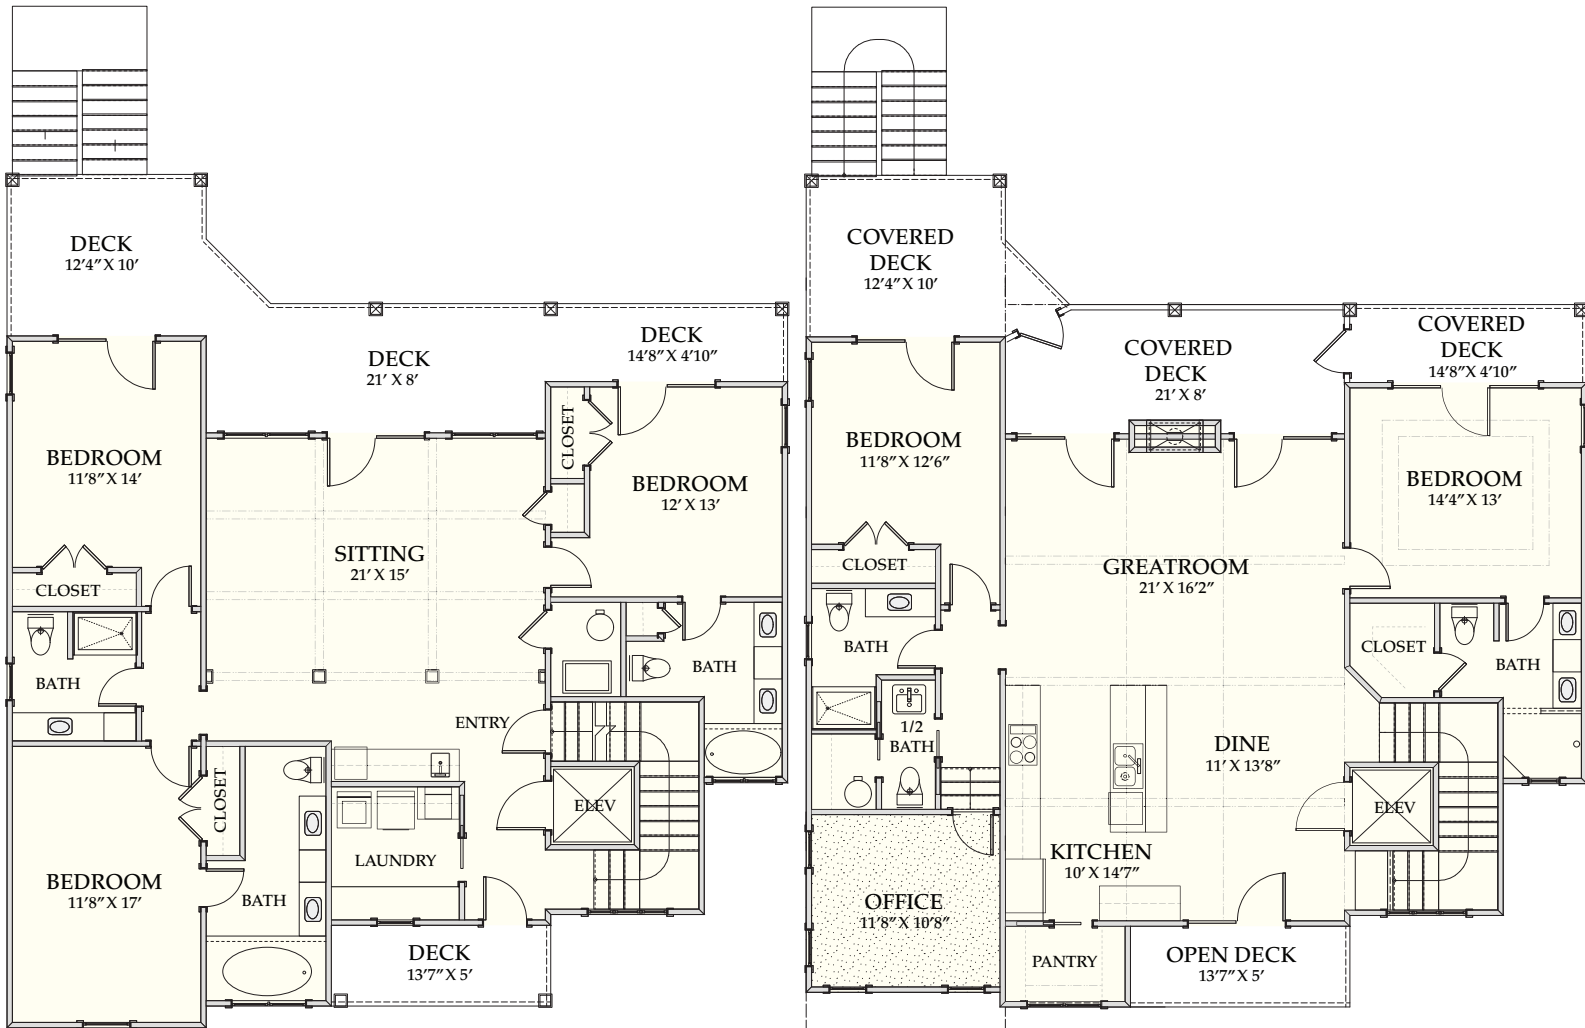 DECK
12'4" X 10'
DECK
21' X 8'
DECK
14'8" X 4'10"
BEDROOM
11'8" X 14'
CLOSET
SITTING
21' X 15'
CLOSET
BEDROOM
12' X 13'
BATH
BATH
ENTRY
CLOSET
ELEV
LAUNDRY
BEDROOM
11'8" X 17'
BATH
DECK
13'7" X 5'
COVERED
DECK
12'4" X 10'
COVERED
DECK
21' X 8'
COVERED
DECK
14'8" X 4'10"
BEDROOM
11'8" X 12'6"
CLOSET
GREATROOM
21' X 16'2"
BEDROOM
14'4" X 13'
BATH
CLOSET
BATH
1/2
BATH
DINE
11' X 13'8"
ELEV
KITCHEN
10' X 14'7"
OFFICE
11'8" X 10'8"
PANTRY
OPEN DECK
13'7" X 5'